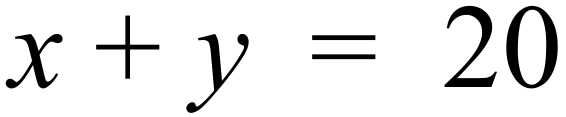 x + y = 20